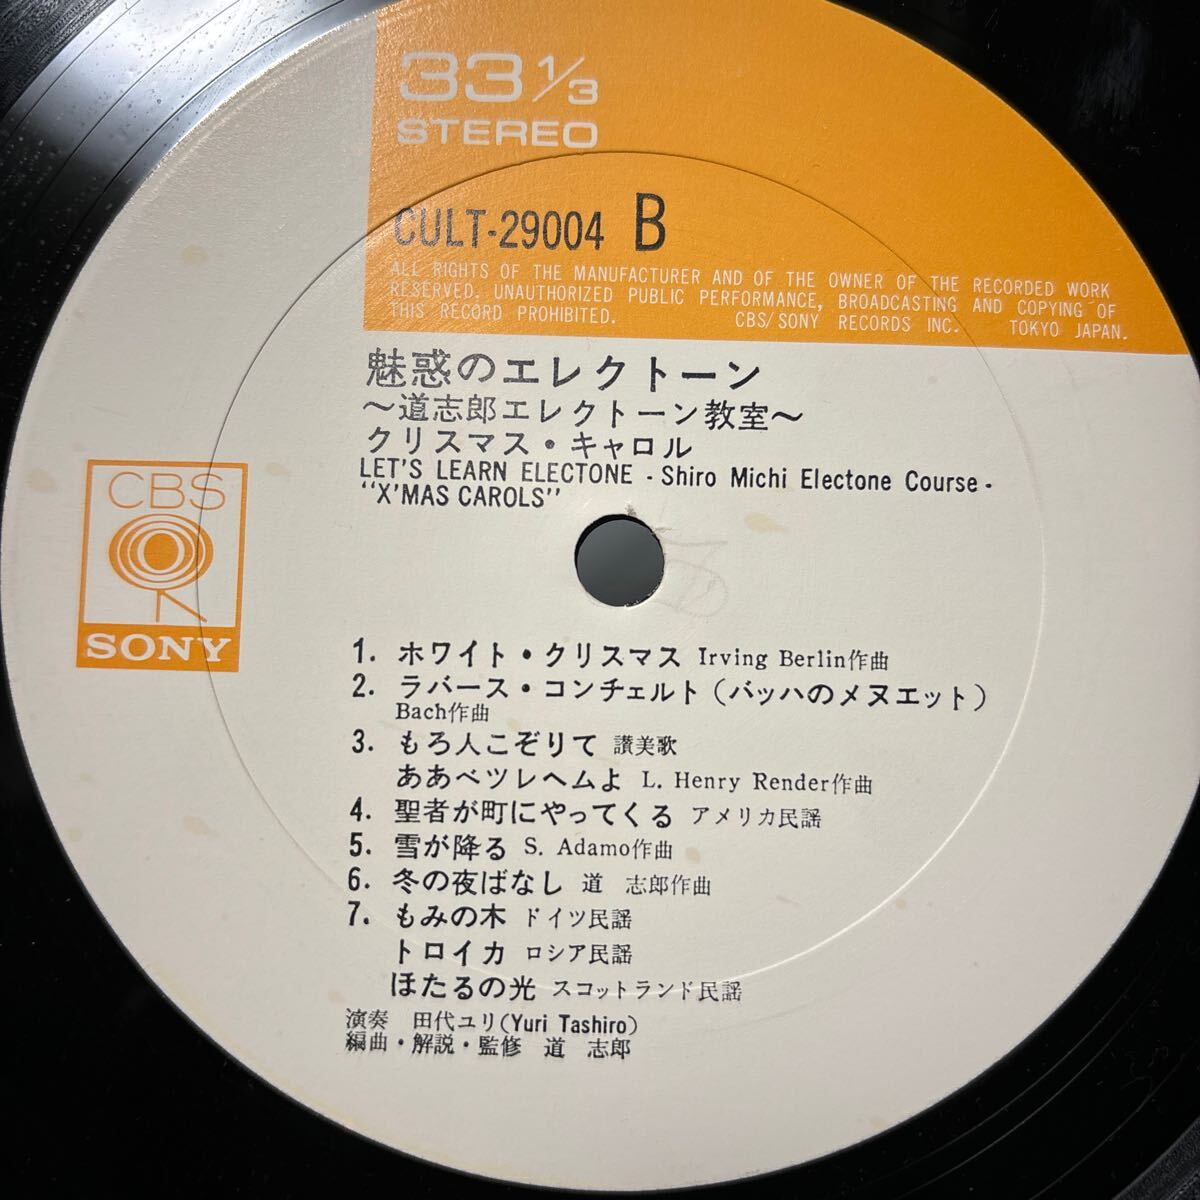 33 1/3
STEREO
CULT-29004 B
ALL RIGHTS OF THE MANUFACTURER AND OF THE OWNER OF THE RECORDED WORK
RESERVED. UNAUTHORIZED PUBLIC PERFORMANCE, BROADCASTING AND COPYING OF
THIS RECORD PROHIBITED. CBS/SONY RECORDS INC. TOKYO JAPAN.
魅惑のエレクトーン
～道志郎エレクトーン教室～
クリスマス・キャロル
LET'S LEARN ELECTONE - Shiro Michi Electone Course -
"X'MAS CAROLS"
CBS
SONY
1. ホワイト・クリスマス Irving Berlin作曲
2. ラバース・コンチェルト（バッハのメヌエット）
Bach作曲
3. もろ人こぞりて 讃美歌
ああベツレヘムよ L. Henry Render作曲
4. 聖者が町にやってくる アメリカ民謡
5. 雪が降る S. Adamo作曲
6. 冬の夜ばなし 道 志郎作曲
7. もみの木 ドイツ民謡
トロイカ ロシア民謡
ほたるの光 スコットランド民謡
演奏 田代ユリ(Yuri Tashiro)
編曲・解説・監修 道 志郎